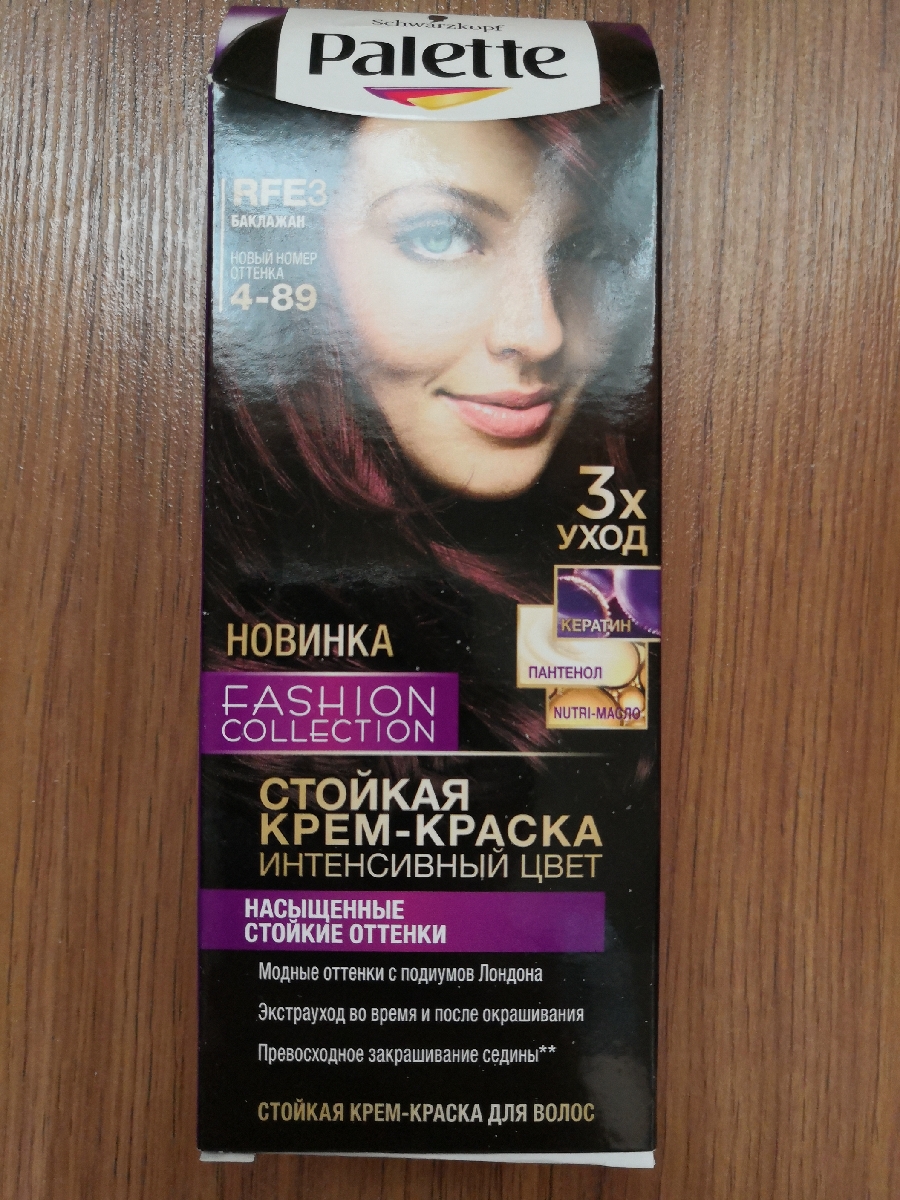 Schwarzkopf
Palette
RFE3
БАКЛАЖАН
НОВЫЙ НОМЕР
ОТТЕНКА
4-89
3х
УХОД
КЕРАТИН
ПАНТЕНОЛ
NUTRI-МАСЛО
НОВИНКА
FASHION
COLLECTION
СТОЙКАЯ
КРЕМ-КРАСКА
ИНТЕНСИВНЫЙ ЦВЕТ
НАСЫЩЕННЫЕ
СТОЙКИЕ ОТТЕНКИ
Модные оттенки с подиумов Лондона
Экстрауход во время и после окрашивания
Превосходное закрашивание седины**
СТОЙКАЯ КРЕМ-КРАСКА ДЛЯ ВОЛОС